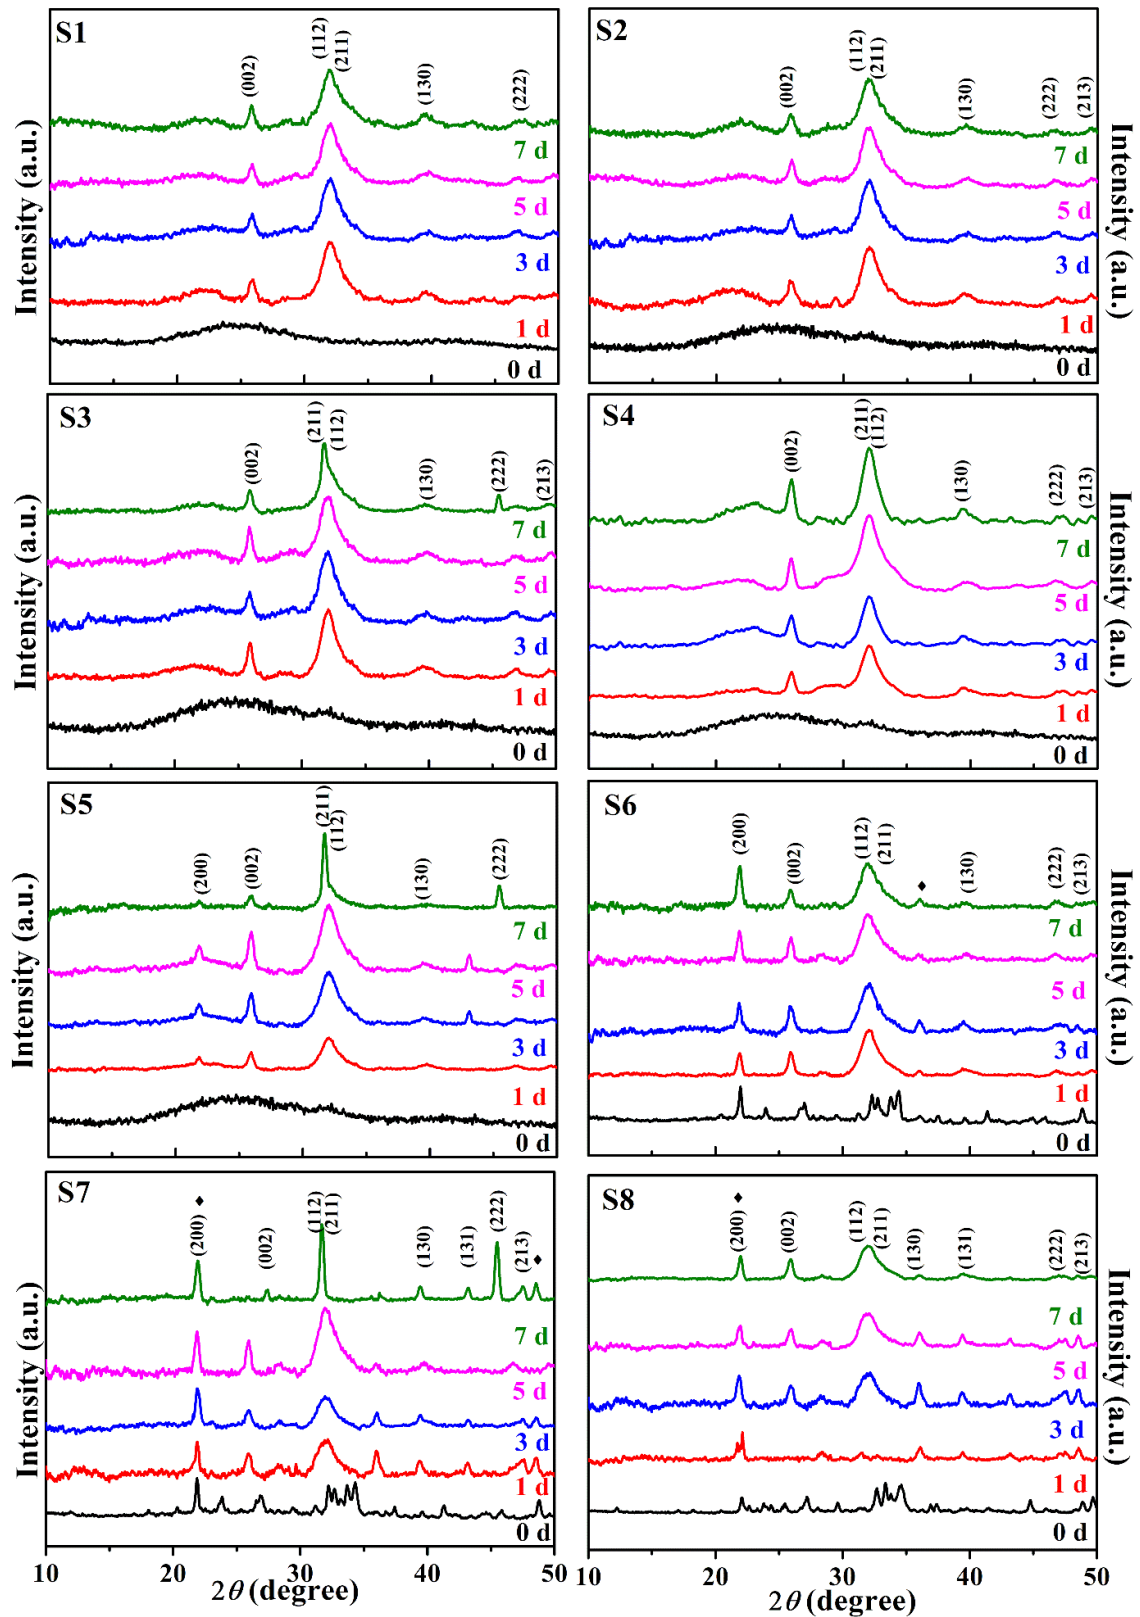 S1
(002)
(112)
(211)
(130)
(222)
7 d
5 d
3 d
1 d
0 d
Intensity (a.u.)
S2
(002)
(112)
(211)
(130)
(222)
(213)
7 d
5 d
3 d
1 d
0 d
Intensity (a.u.)
S3
(002)
(211)
(112)
(130)
(222)
(213)
7 d
5 d
3 d
1 d
0 d
Intensity (a.u.)
S4
(002)
(211)
(112)
(130)
(222)
(213)
7 d
5 d
3 d
1 d
0 d
Intensity (a.u.)
S5
(200)
(002)
(211)
(112)
(130)
(222)
7 d
5 d
3 d
1 d
0 d
Intensity (a.u.)
S6
(200)
(002)
(112)
(211)
♦
(130)
(222)
(213)
7 d
5 d
3 d
1 d
0 d
Intensity (a.u.)
S7
♦
(200)
(002)
(112)
(211)
(130)
(131)
(222)
(213)
♦
7 d
5 d
3 d
1 d
0 d
Intensity (a.u.)
10 20 30 40 50
2θ (degree)
S8
♦
(200)
(002)
(112)
(211)
(130)
(131)
(222)
(213)
7 d
5 d
3 d
1 d
0 d
Intensity (a.u.)
10 20 30 40 50
2θ (degree)